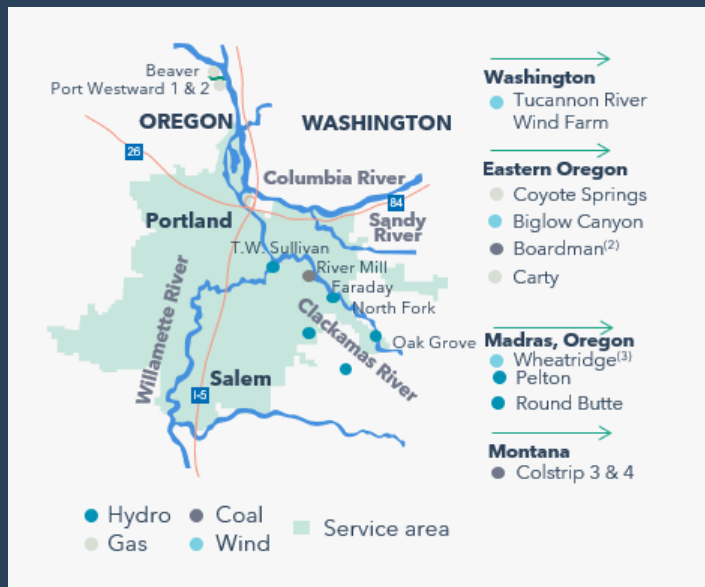 Beaver
Port Westward 1 & 2
OREGON
WASHINGTON
26
Columbia River
84
Portland
Sandy
River
T.W. Sullivan
River Mill
Faraday
North Fork
Oak Grove
Willamette River
Clackamas River
Salem
I-5
Washington
Tucannon River
Wind Farm
Eastern Oregon
Coyote Springs
Biglow Canyon
Boardman(2)
Carty
Madras, Oregon
Wheatridge(3)
Pelton
Round Butte
Montana
Colstrip 3 & 4
Hydro
Coal
Service area
Gas
Wind